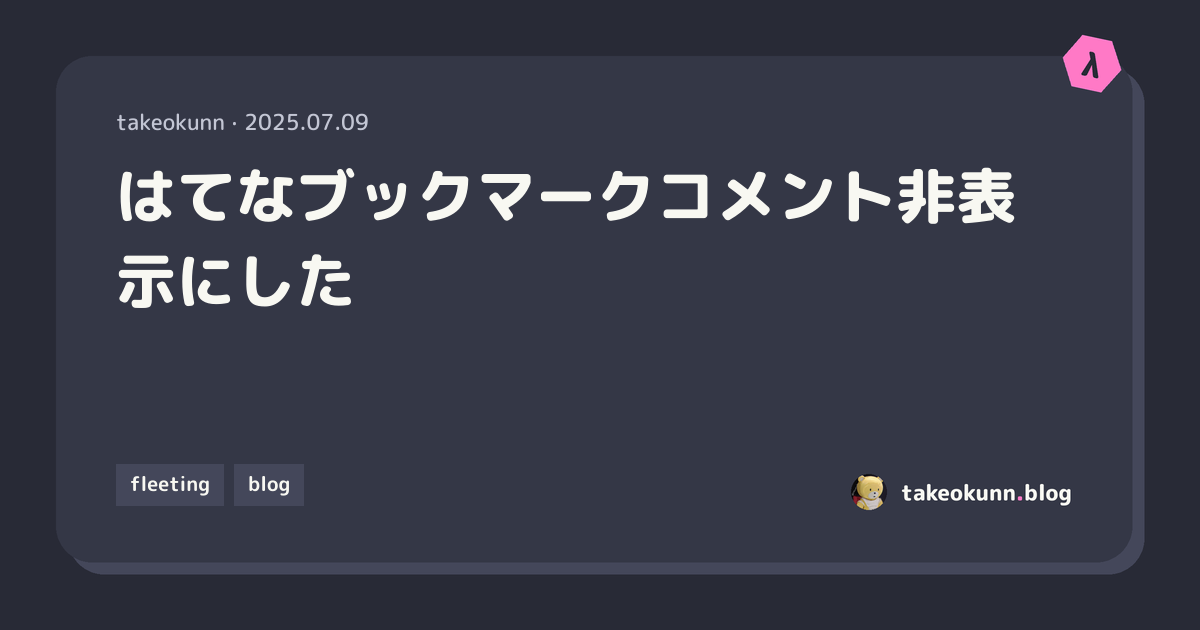 λ
takeokunn · 2025.07.09
はてなブックマークコメント非表
示にした
fleeting
blog
takeokunn.blog